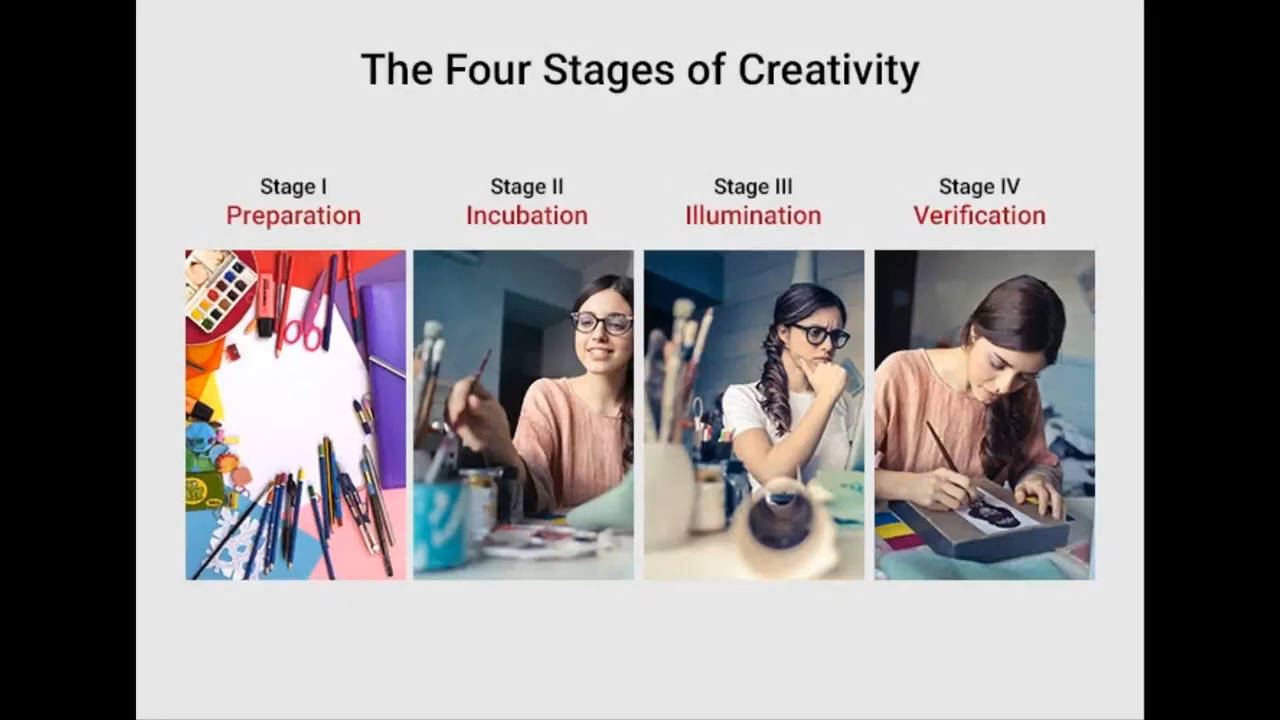 The Four Stages of Creativity
Stage I
Preparation
Stage II
Incubation
Stage III
Illumination
Stage IV
Verification